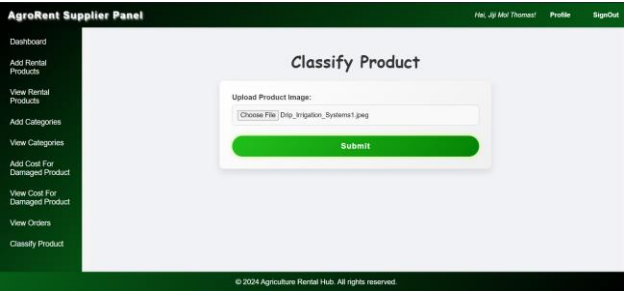 AgroRent Supplier Panel
Hai, Jiji Mol Thomas! Profile SignOut
Dashboard
Add Rental
Products
View Rental
Products
Add Categories
View Categories
Add Cost For
Damaged Product
View Cost For
Damaged Product
View Orders
Classify Product
Classify Product
Upload Product Image:
Choose File Drip_Irrigation_Systems1.jpeg
Submit
© 2024 Agriculture Rental Hub. All rights reserved.